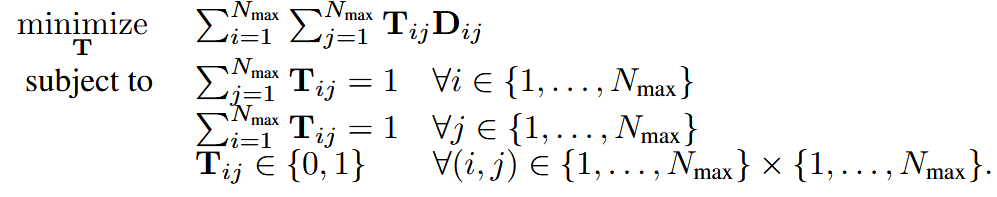 minimize_T ∑_{i=1}^{N_max} ∑_{j=1}^{N_max} T_{ij} D_{ij}
subject to ∑_{j=1}^{N_max} T_{ij} = 1 ∀i ∈ {1, . . . , N_max}
∑_{i=1}^{N_max} T_{ij} = 1 ∀j ∈ {1, . . . , N_max}
T_{ij} ∈ {0, 1} ∀(i, j) ∈ {1, . . . , N_max} × {1, . . . , N_max}.